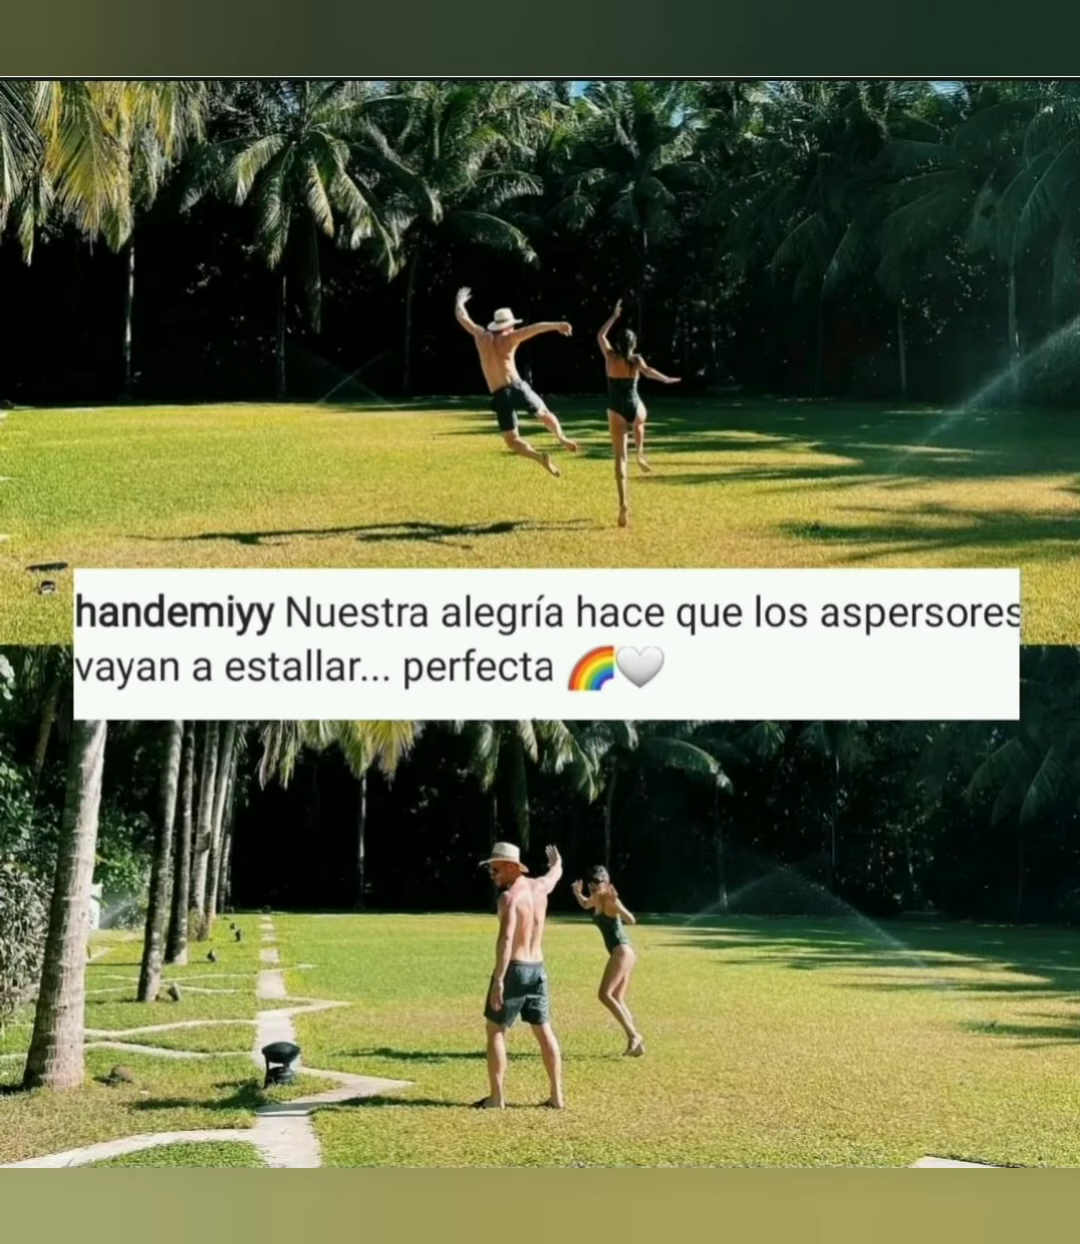 handemiyy Nuestra alegría hace que los aspersores
vayan a estallar... perfecta 🌈🤍